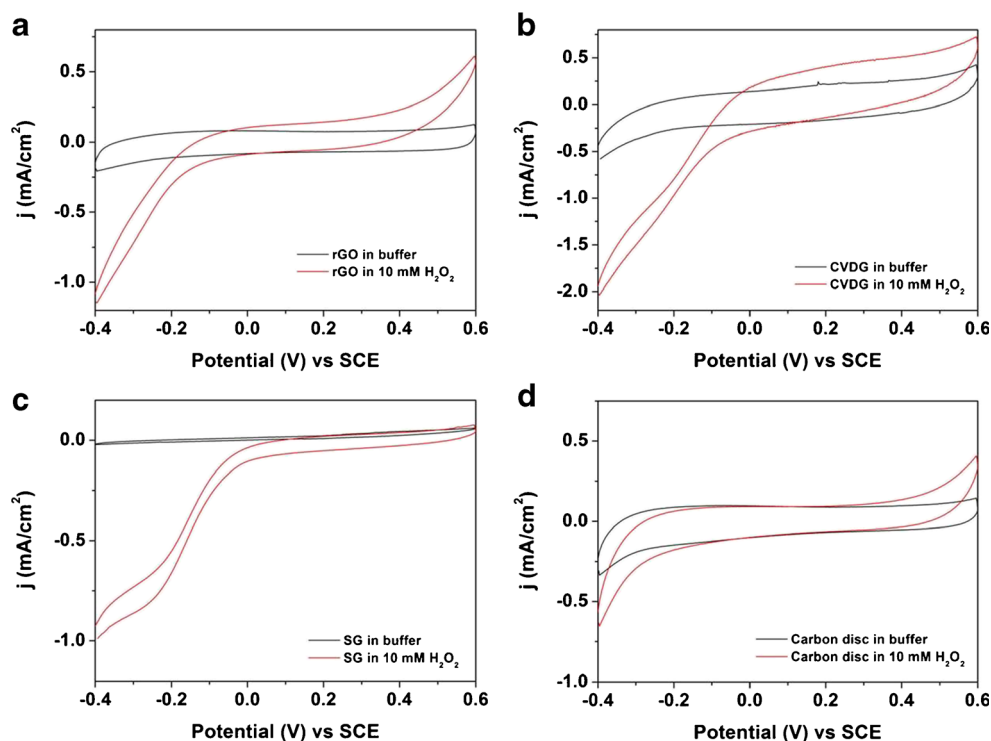 a
0.5
0.0
-0.5
-1.0
j (mA/cm²)
rGO in buffer
rGO in 10 mM H₂O₂
-0.4 -0.2 0.0 0.2 0.4 0.6
Potential (V) vs SCE
b
0.5
0.0
-0.5
-1.0
-1.5
-2.0
j (mA/cm²)
CVDG in buffer
CVDG in 10 mM H₂O₂
-0.4 -0.2 0.0 0.2 0.4 0.6
Potential (V) vs SCE
c
0.0
-0.5
-1.0
j (mA/cm²)
SG in buffer
SG in 10 mM H₂O₂
-0.4 -0.2 0.0 0.2 0.4 0.6
Potential (V) vs SCE
d
0.5
0.0
-0.5
-1.0
j (mA/cm²)
Carbon disc in buffer
Carbon disc in 10 mM H₂O₂
-0.4 -0.2 0.0 0.2 0.4 0.6
Potential (V) vs SCE